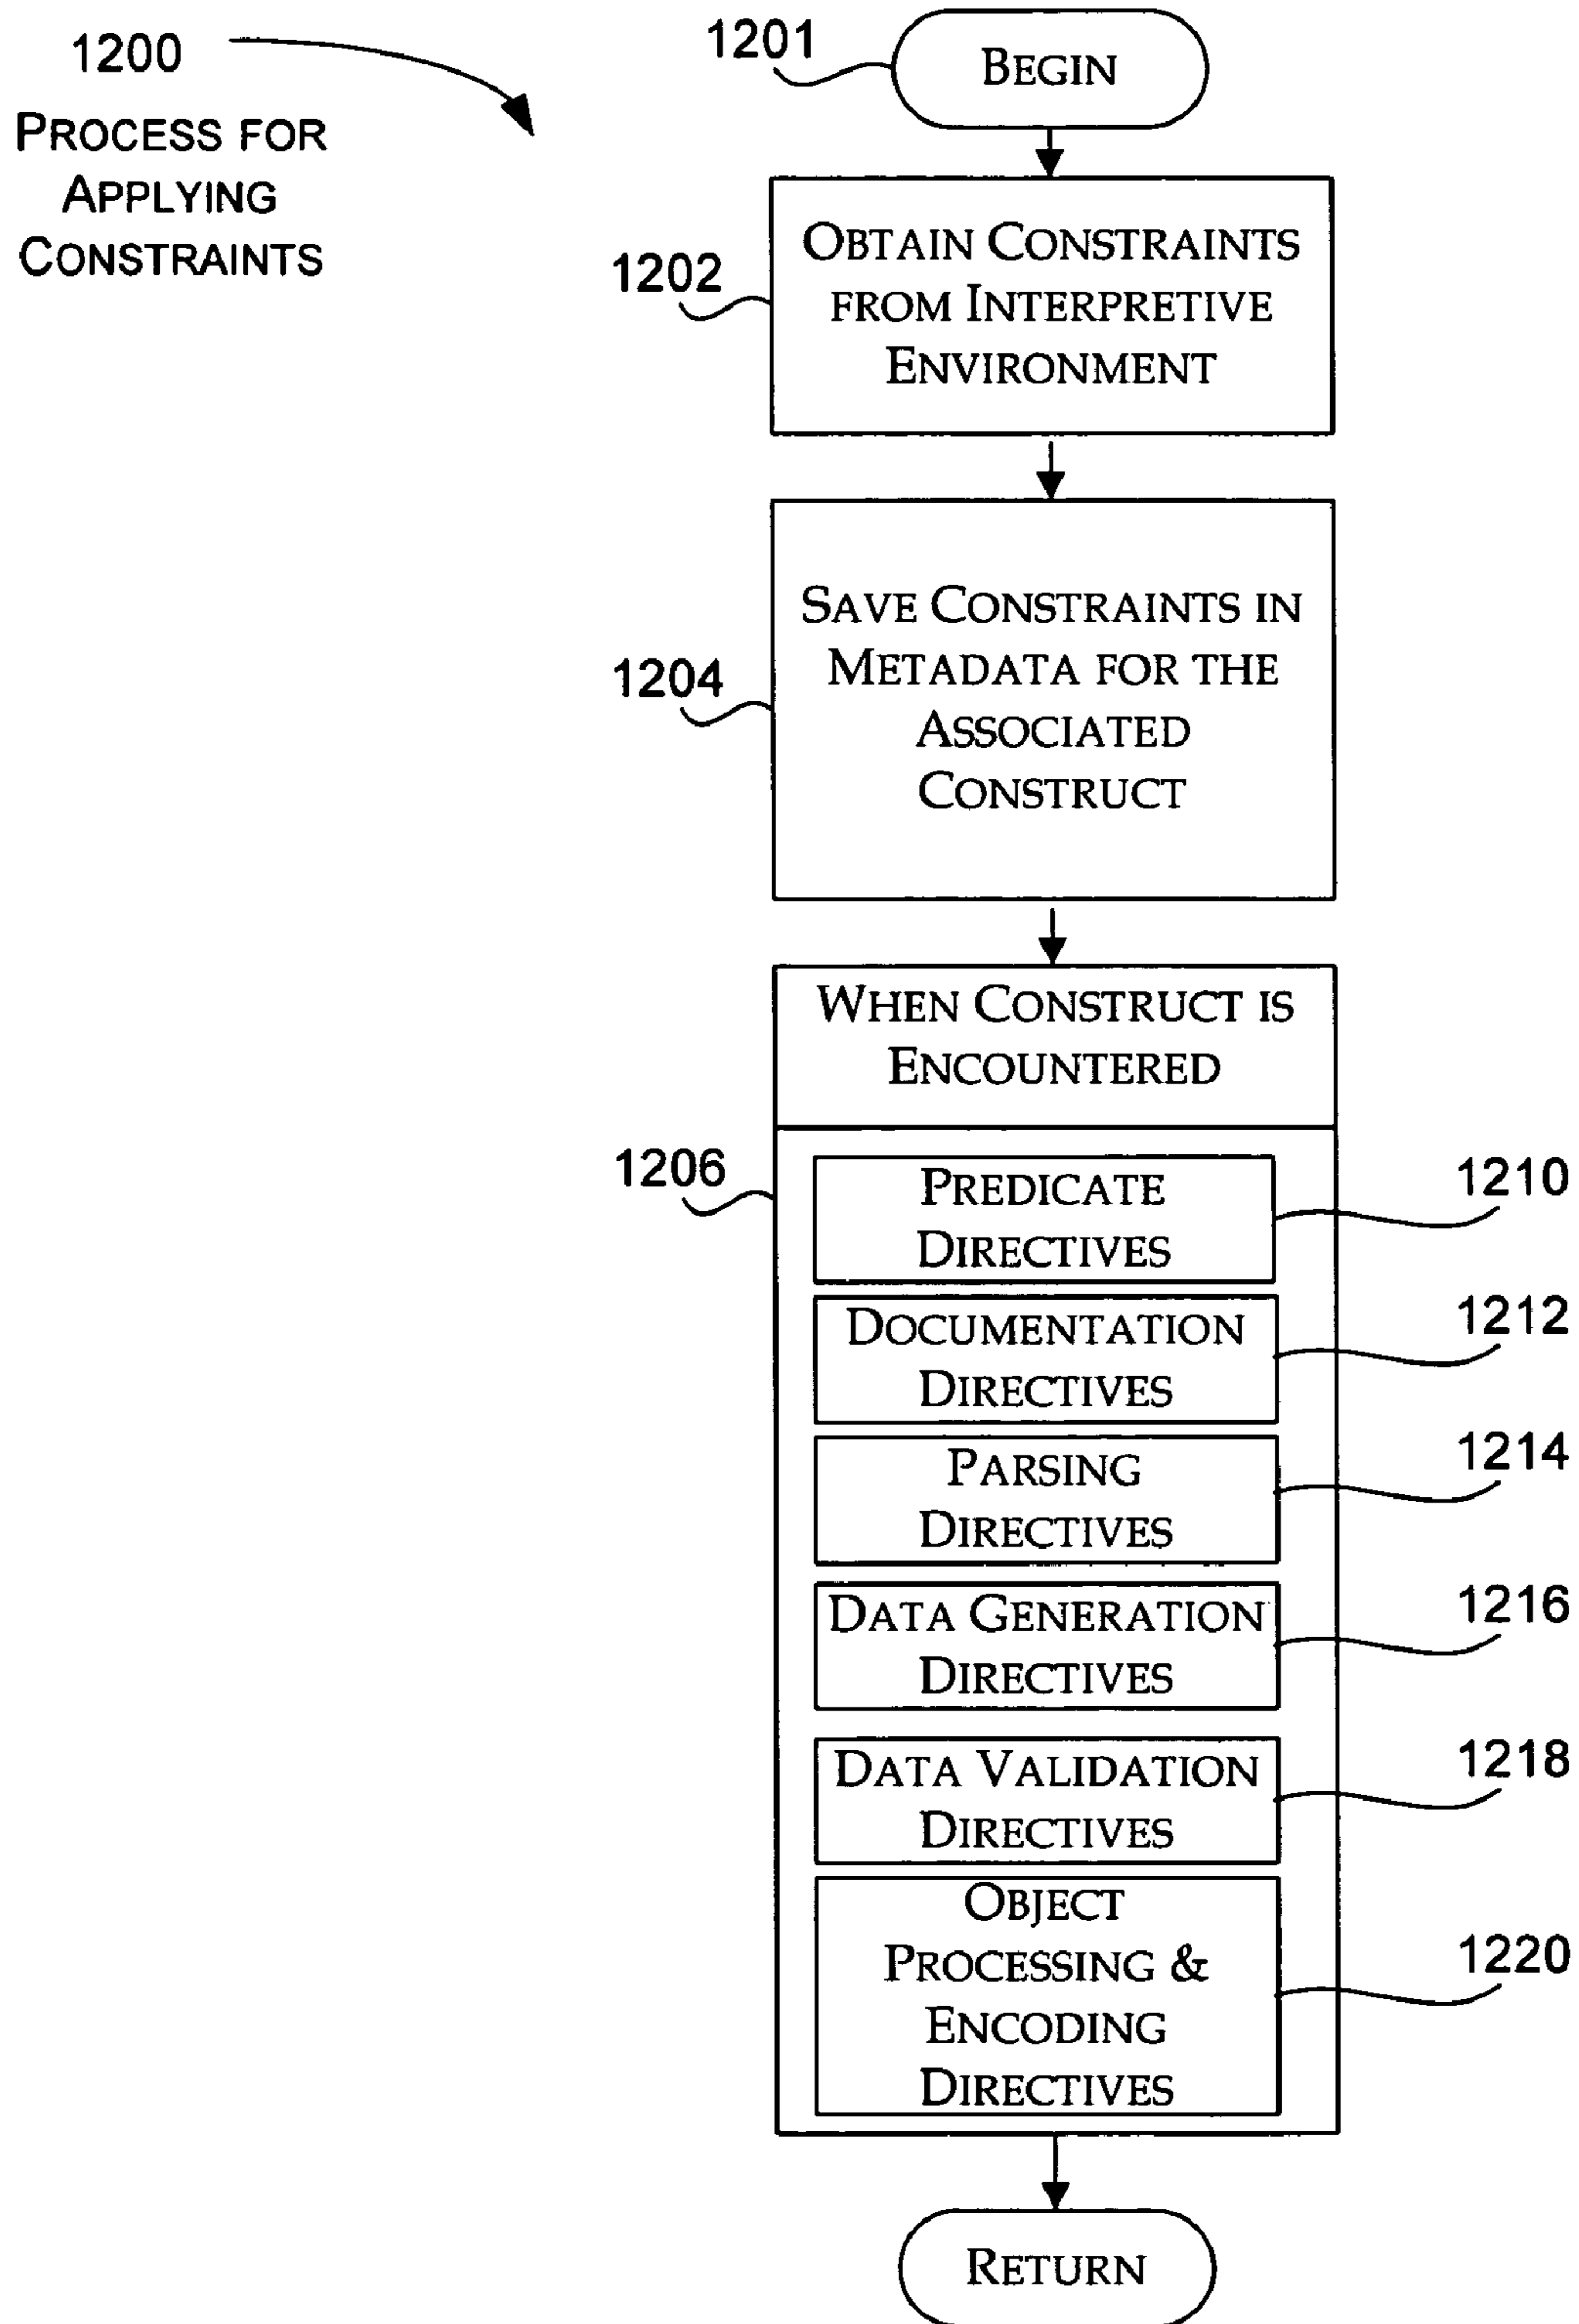 1200
PROCESS FOR
APPLYING
CONSTRAINTS
1201
BEGIN
1202
OBTAIN CONSTRAINTS
FROM INTERPRETIVE
ENVIRONMENT
1204
SAVE CONSTRAINTS IN
METADATA FOR THE
ASSOCIATED
CONSTRUCT
WHEN CONSTRUCT IS
ENCOUNTERED
1206
PREDICATE
DIRECTIVES
1210
DOCUMENTATION
DIRECTIVES
1212
PARSING
DIRECTIVES
1214
DATA GENERATION
DIRECTIVES
1216
DATA VALIDATION
DIRECTIVES
1218
OBJECT
PROCESSING &
ENCODING
DIRECTIVES
1220
RETURN